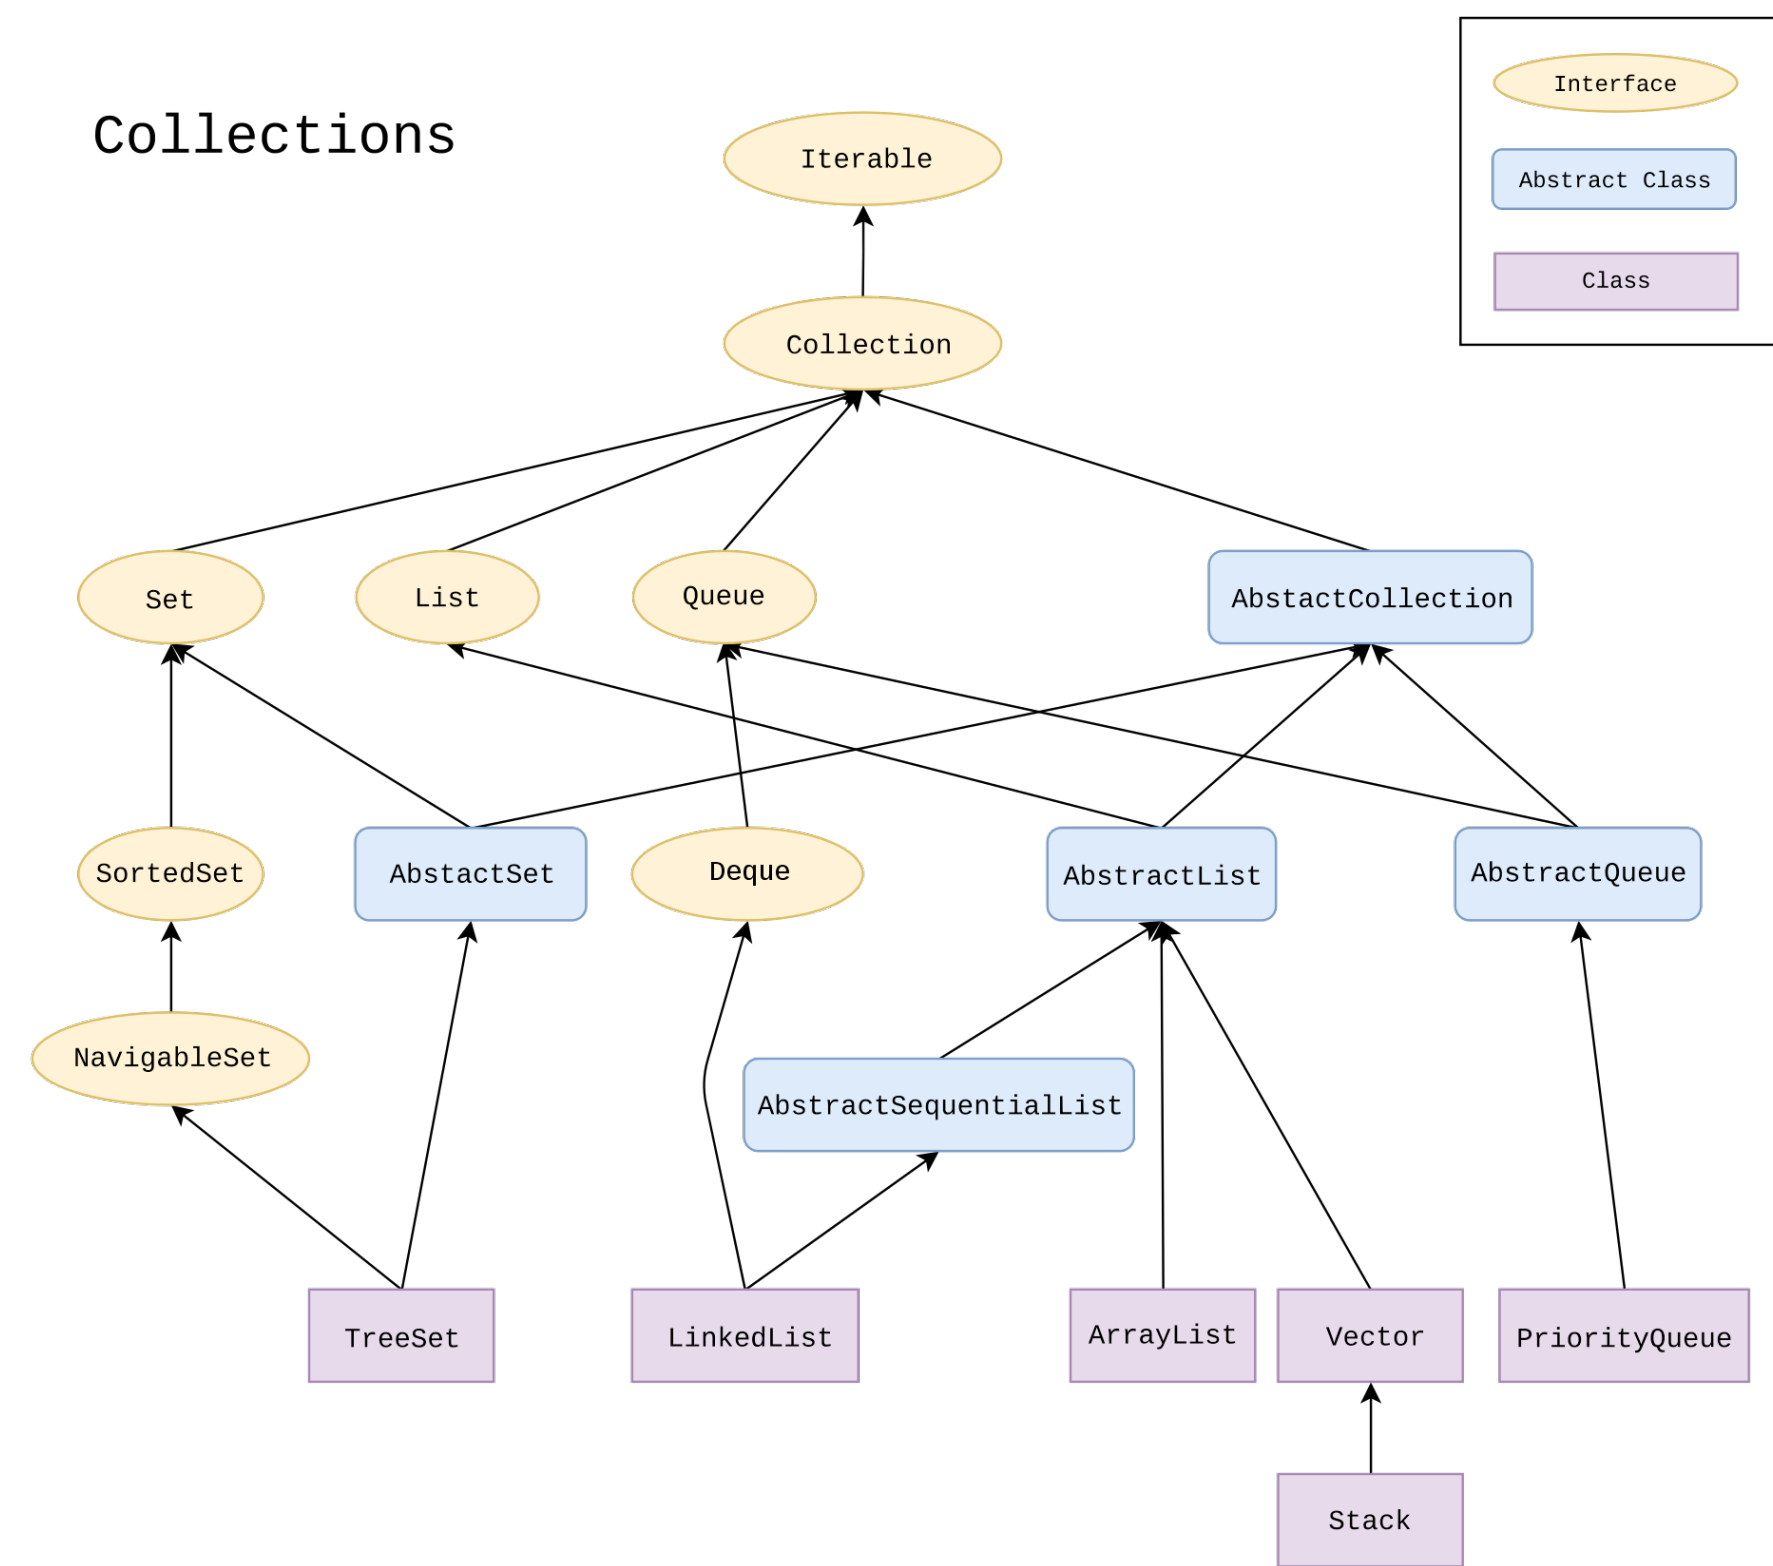 Collections
Interface
Abstract Class
Class
Iterable
Collection
Set
List
Queue
AbstactCollection
SortedSet
AbstactSet
Deque
AbstractList
AbstractQueue
NavigableSet
AbstractSequentialList
TreeSet
LinkedList
ArrayList
Vector
PriorityQueue
Stack